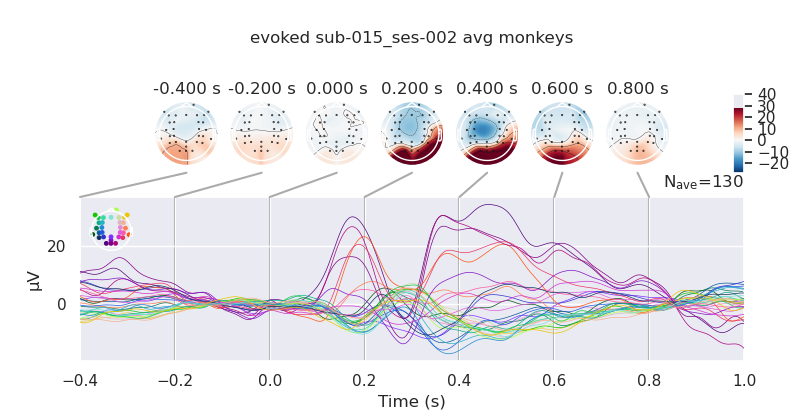 evoked sub-015_ses-002 avg monkeys
-0.400 s -0.200 s 0.000 s 0.200 s 0.400 s 0.600 s 0.800 s
40
30
20
10
0
−10
−20
Nave=130
20
0
µV
−0.4 −0.2 0.0 0.2 0.4 0.6 0.8 1.0
Time (s)